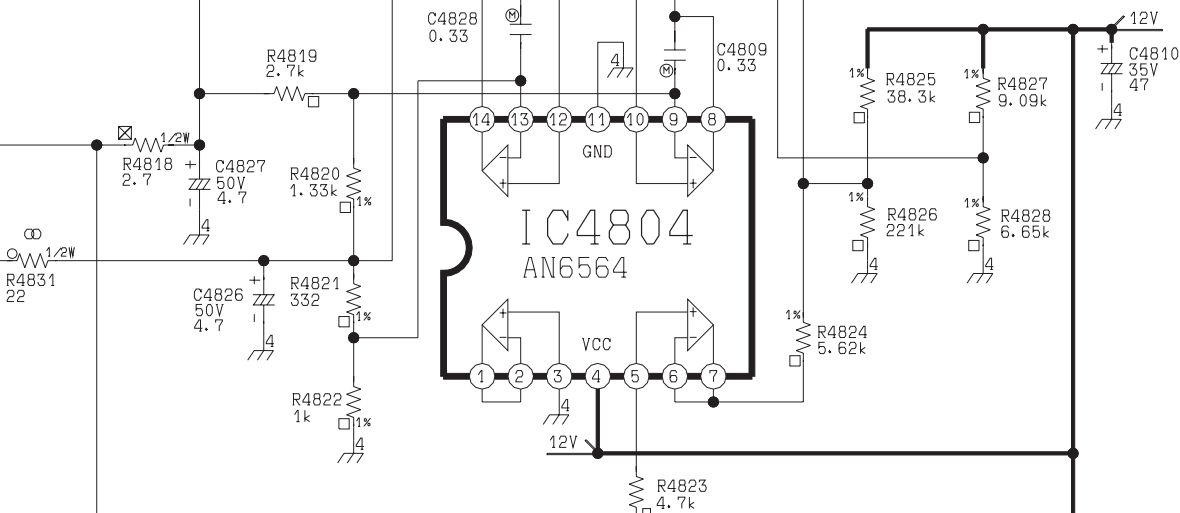 C4828
0.33
M
C4809
0.33
M
4
12V
C4810
35V
47
+
-
4
R4819
2.7k
1%
R4825
38.3k
1%
R4827
9.09k
14
13
12
11
10
9
8
GND
1/2W
R4818
2.7
+
-
C4827
50V
4.7
4
R4820
1.33k
1%
-
+
-
+
IC4804
AN6564
1%
R4826
221k
4
1%
R4828
6.65k
4
1/2W
R4831
22
+
-
C4826
50V
4.7
4
R4821
332
1%
+
-
+
-
VCC
1%
R4824
5.62k
1
2
3
4
5
6
7
R4822
1k
1%
4
4
12V
R4823
4.7k